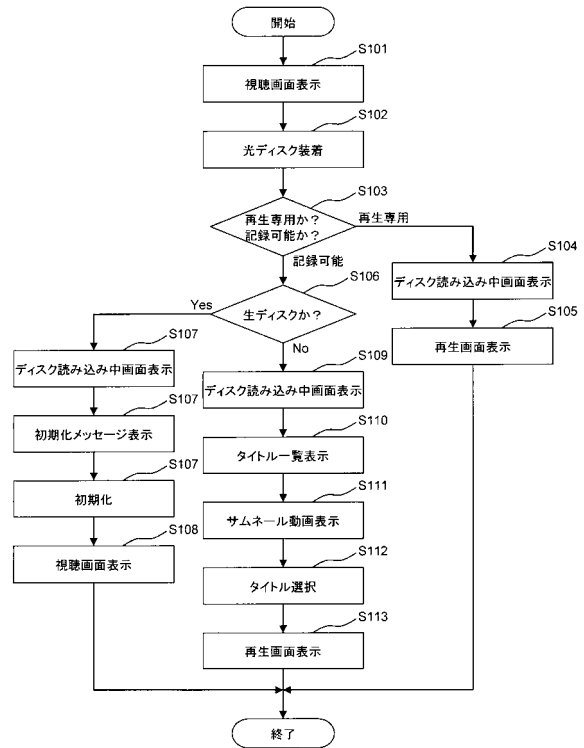 開始
S101
視聴画面表示
S102
光ディスク装着
S103
再生専用か?
記録可能か?
再生専用
記録可能
S104
ディスク読み込み中画面表示
S105
再生画面表示
S106
生ディスクか?
Yes
No
S107
ディスク読み込み中画面表示
S107
初期化メッセージ表示
S107
初期化
S108
視聴画面表示
S109
ディスク読み込み中画面表示
S110
タイトル一覧表示
S111
サムネール動画表示
S112
タイトル選択
S113
再生画面表示
終了